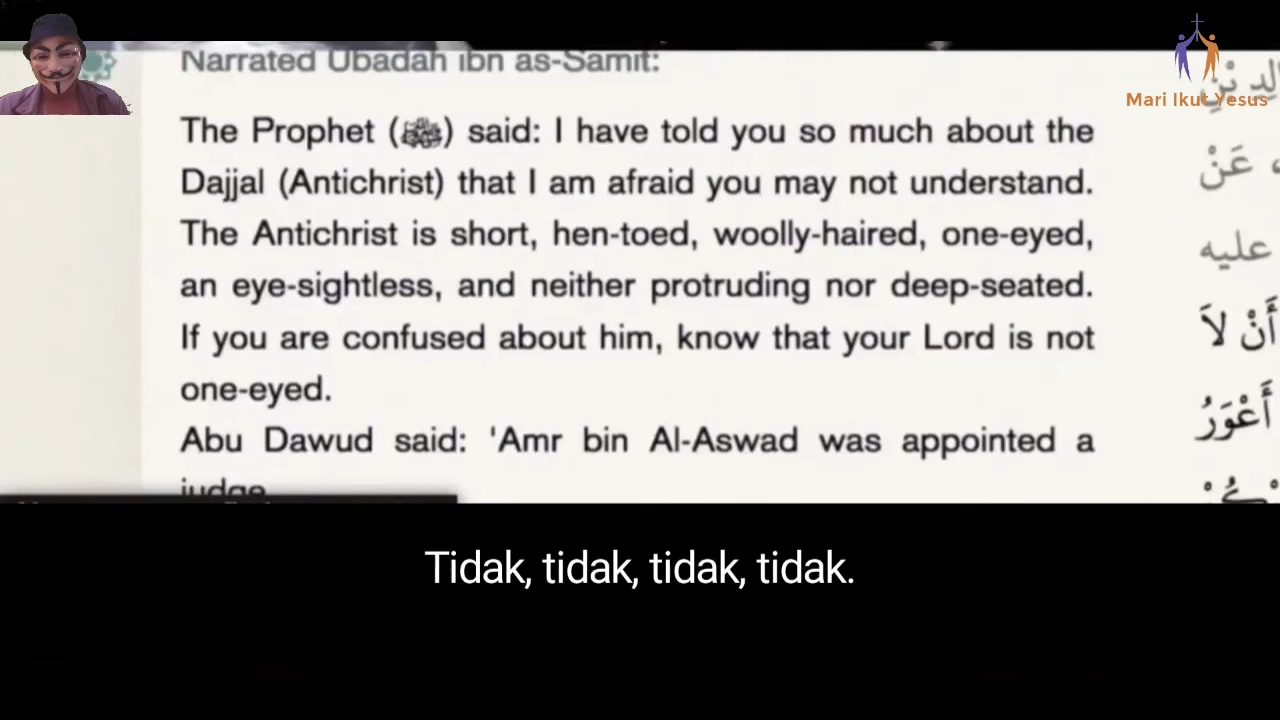 Mari Ikut Yesus
Narrated Ubadah ibn as-Samit:
The Prophet (ﷺ) said: I have told you so much about the
Dajjal (Antichrist) that I am afraid you may not understand.
The Antichrist is short, hen-toed, woolly-haired, one-eyed,
an eye-sightless, and neither protruding nor deep-seated.
If you are confused about him, know that your Lord is not
one-eyed.
Abu Dawud said: 'Amr bin Al-Aswad was appointed a
judge.
عَنْ
عليه
أَنْ لاَ
أَعْوَرُ
Tidak, tidak, tidak, tidak.